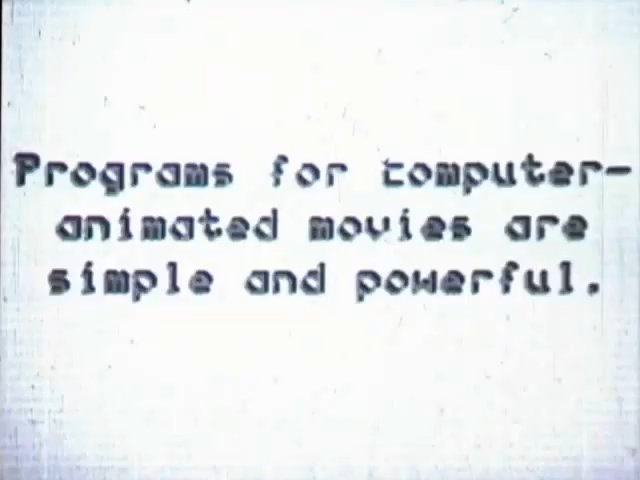 Programs for computer-
animated movies are
simple and powerful.